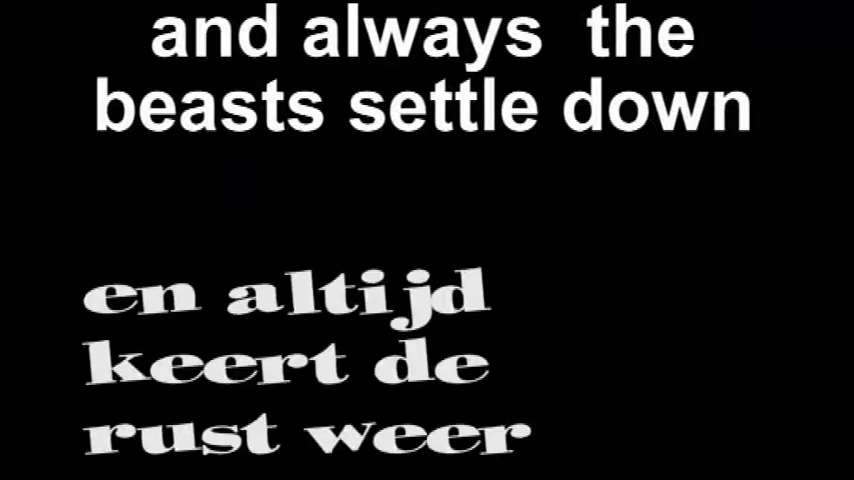 and always the
beasts settle down
en altijd
keert de
rust weer